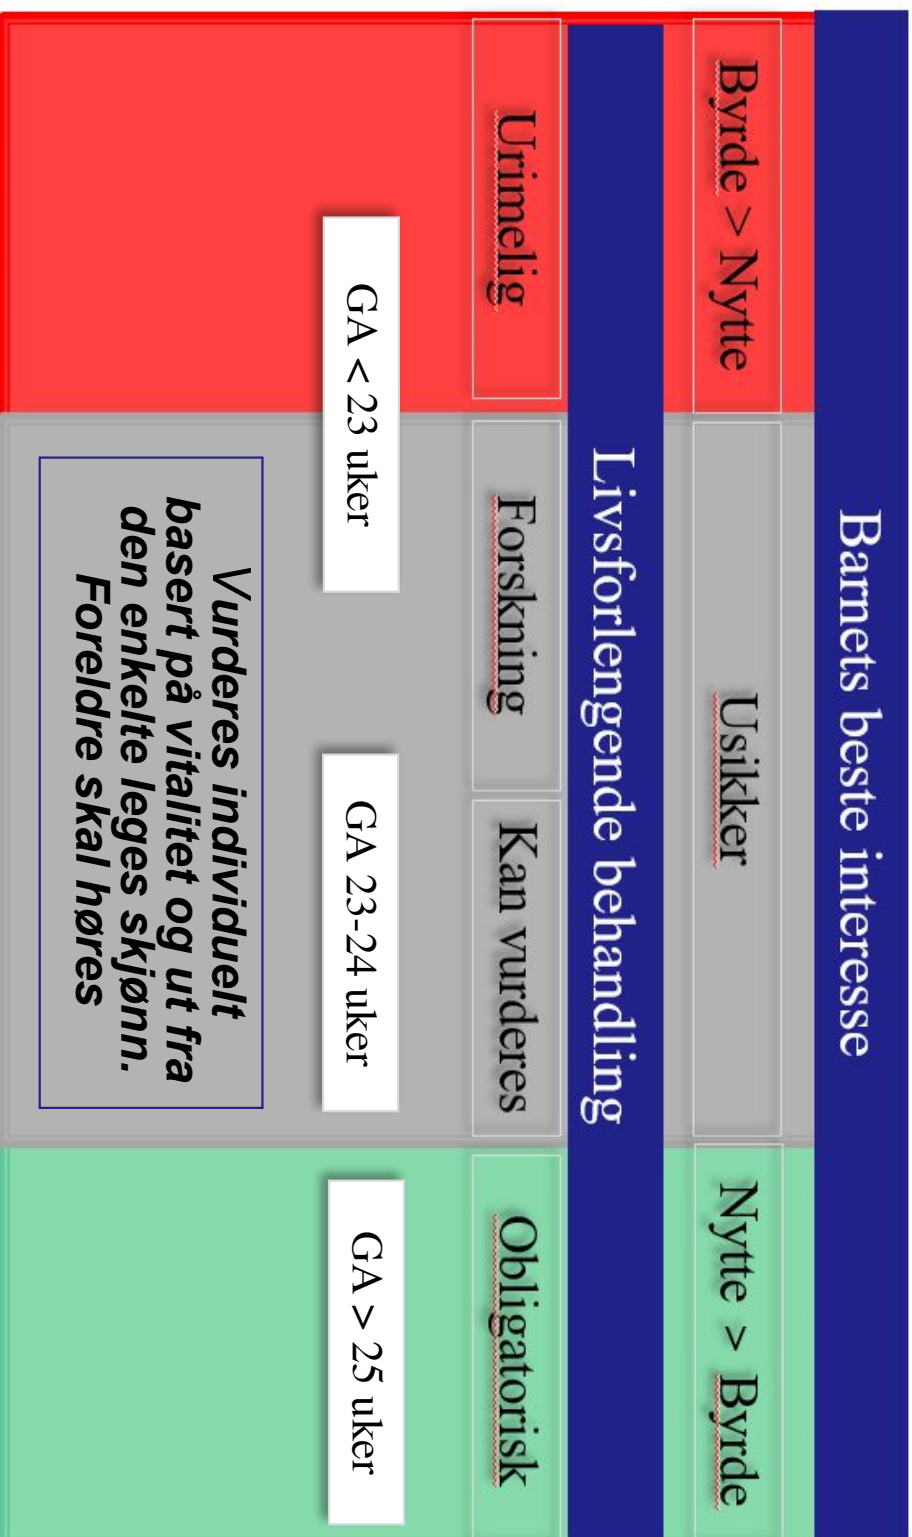 Barnets beste interesse
Byrde > Nytte
Usikker
Nytte > Byrde
Livsforlengende behandling
Urimelig
Forskning
Kan vurderes
Obligatorisk
GA < 23 uker
GA 23-24 uker
GA > 25 uker
Vurderes individuelt
basert på vitalitet og ut fra
den enkelte leges skjønn.
Foreldre skal høres